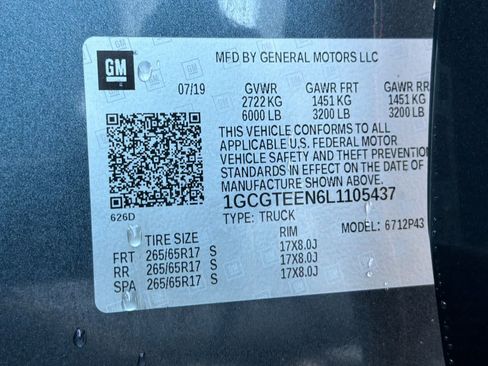 GM
MFD BY GENERAL MOTORS LLC
07/19 GVWR GAWR FRT GAWR RR
2722 KG 1451 KG 1451 KG
6000 LB 3200 LB 3200 LB
THIS VEHICLE CONFORMS TO ALL
APPLICABLE U.S. FEDERAL MOTOR
VEHICLE SAFETY AND THEFT PREVENTION
STANDARDS IN EFFECT ON THE DATE OF
MANUFACTURE SHOWN ABOVE.
1GCGTEEN6L1105437
626D TYPE: TRUCK MODEL: 6712P43
TIRE SIZE RIM
FRT 265/65R17 S 17X8.0J
RR 265/65R17 S 17X8.0J
SPA 265/65R17 S 17X8.0J